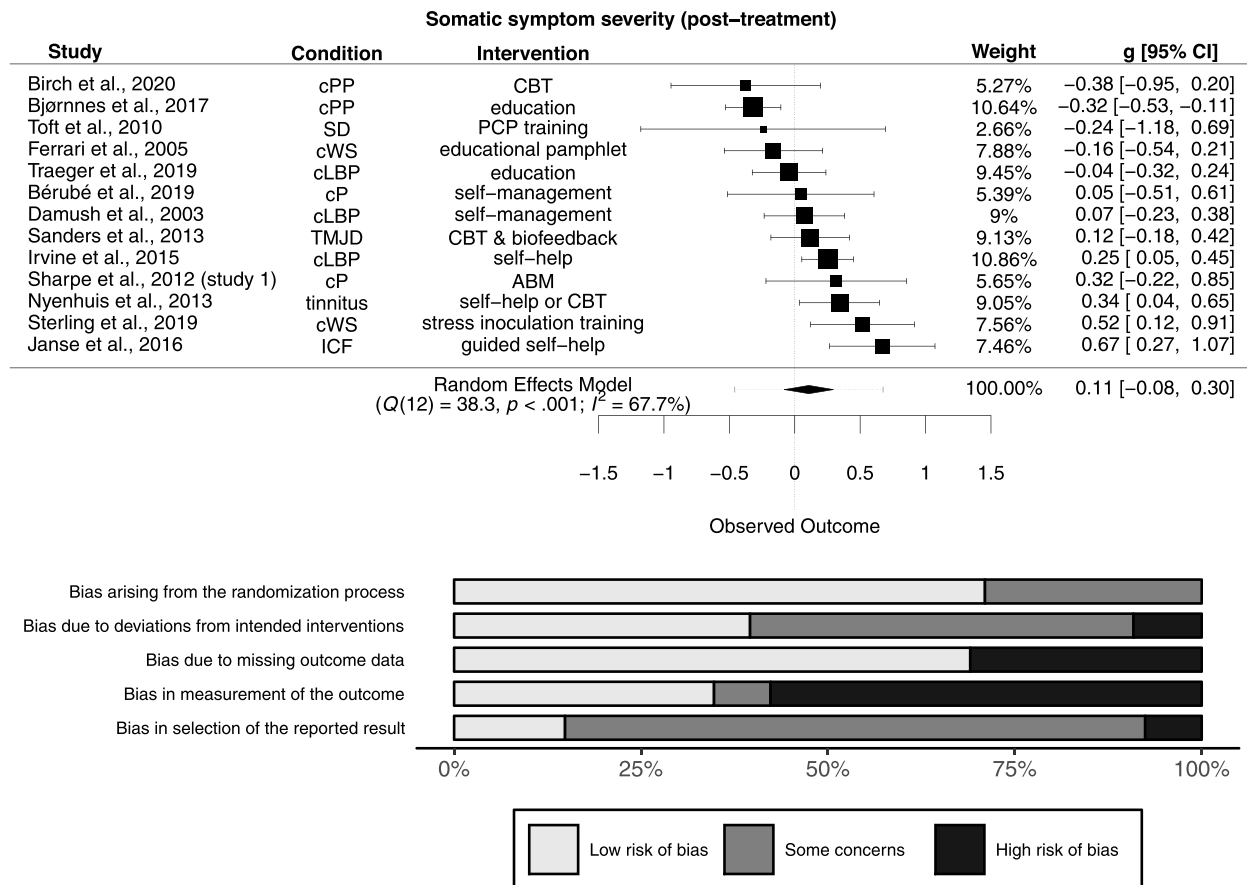 Somatic symptom severity (post−treatment)
Study Condition Intervention Weight g [95% CI]
Birch et al., 2020 cPP CBT 5.27% −0.38 [−0.95, 0.20]
Bjørnnes et al., 2017 cPP education 10.64% −0.32 [−0.53, −0.11]
Toft et al., 2010 SD PCP training 2.66% −0.24 [−1.18, 0.69]
Ferrari et al., 2005 cWS educational pamphlet 7.88% −0.16 [−0.54, 0.21]
Traeger et al., 2019 cLBP education 9.45% −0.04 [−0.32, 0.24]
Bérubé et al., 2019 cP self−management 5.39% 0.05 [−0.51, 0.61]
Damush et al., 2003 cLBP self−management 9% 0.07 [−0.23, 0.38]
Sanders et al., 2013 TMJD CBT & biofeedback 9.13% 0.12 [−0.18, 0.42]
Irvine et al., 2015 cLBP self−help 10.86% 0.25 [ 0.05, 0.45]
Sharpe et al., 2012 (study 1) cP ABM 5.65% 0.32 [−0.22, 0.85]
Nyenhuis et al., 2013 tinnitus self−help or CBT 9.05% 0.34 [ 0.04, 0.65]
Sterling et al., 2019 cWS stress inoculation training 7.56% 0.52 [ 0.12, 0.91]
Janse et al., 2016 ICF guided self−help 7.46% 0.67 [ 0.27, 1.07]
Random Effects Model 100.00% 0.11 [−0.08, 0.30]
(Q(12) = 38.3, p < .001; I² = 67.7%)
−1.5 −1 −0.5 0 0.5 1 1.5
Observed Outcome
Bias arising from the randomization process
Bias due to deviations from intended interventions
Bias due to missing outcome data
Bias in measurement of the outcome
Bias in selection of the reported result
0% 25% 50% 75% 100%
Low risk of bias Some concerns High risk of bias